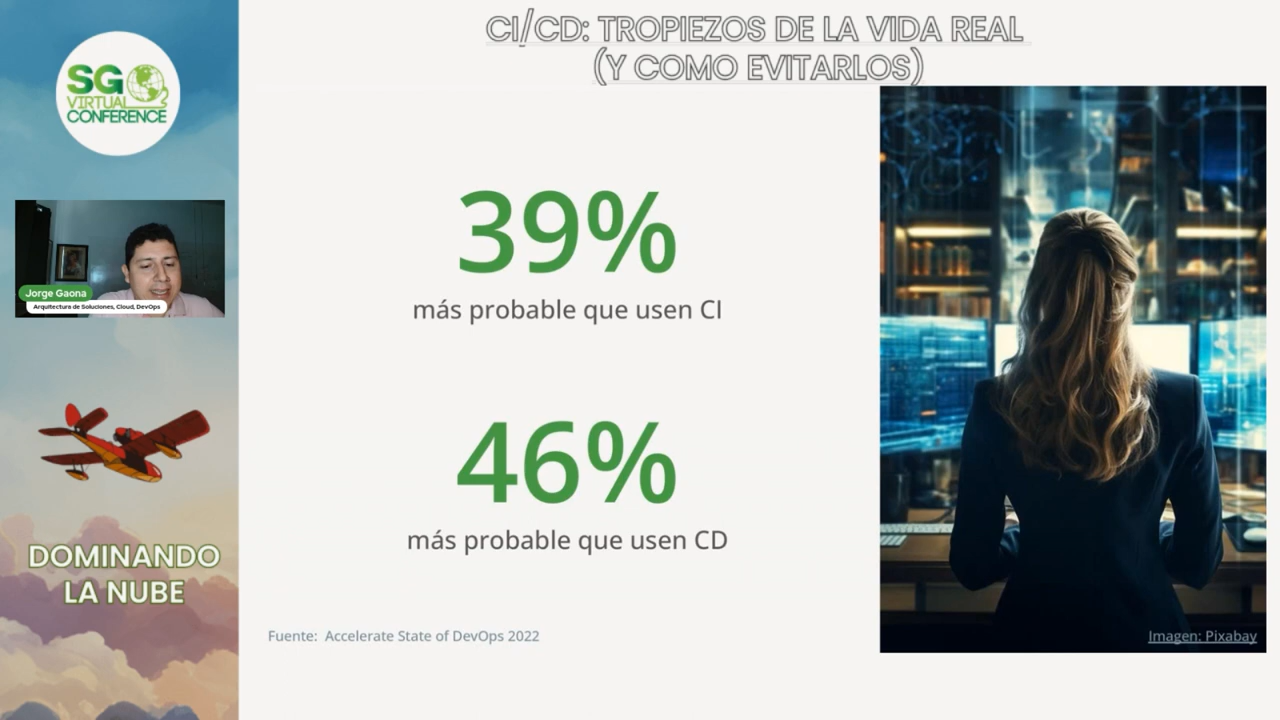 CI/CD: TROPIEZOS DE LA VIDA REAL
(Y COMO EVITARLOS)
SG
VIRTUAL
CONFERENCE
Jorge Gaona
Arquitectura de Soluciones, Cloud, DevOps
DOMINANDO
LA NUBE
39%
más probable que usen CI
46%
más probable que usen CD
Fuente: Accelerate State of DevOps 2022
Imagen: Pixabay